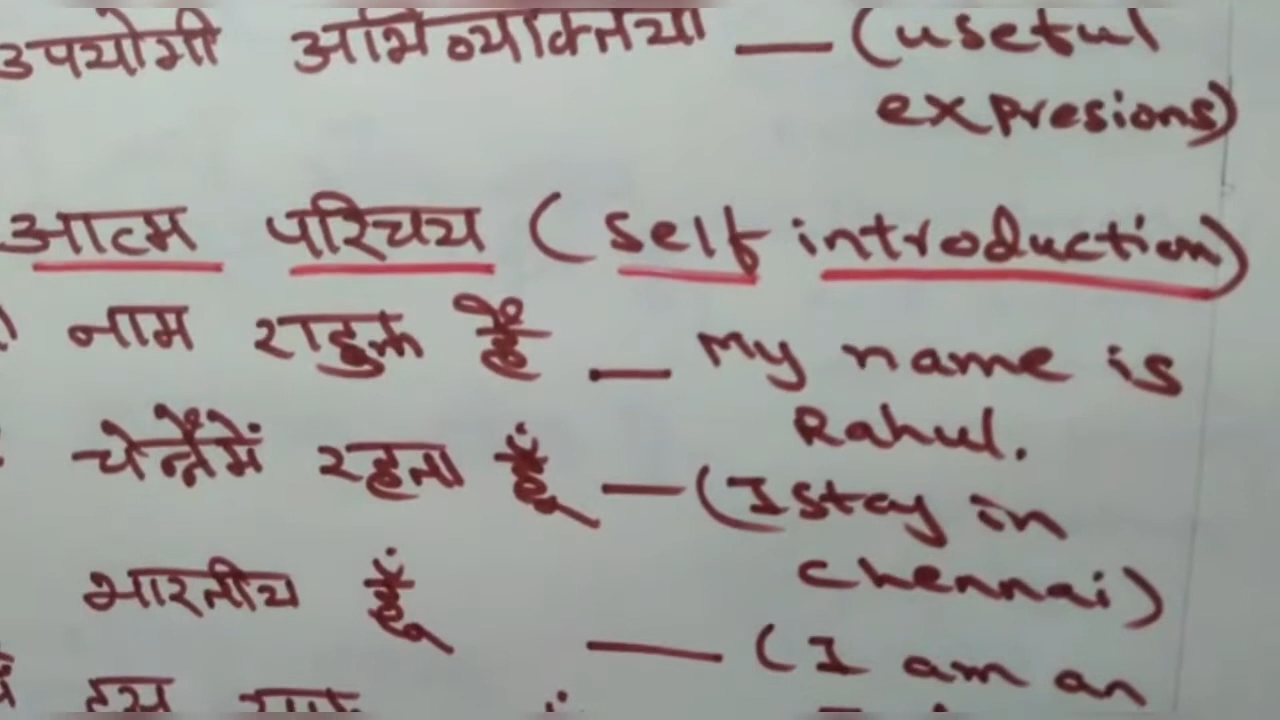 उपयोगी अभिव्यक्तियाँ — (useful
expresions)
आत्म परिचय (self introduction)
नाम राहुल है — My name is
Rahul.
चेन्नै में रहता हूँ — (I stay in
chennai)
भारतीय हूँ — (I am an